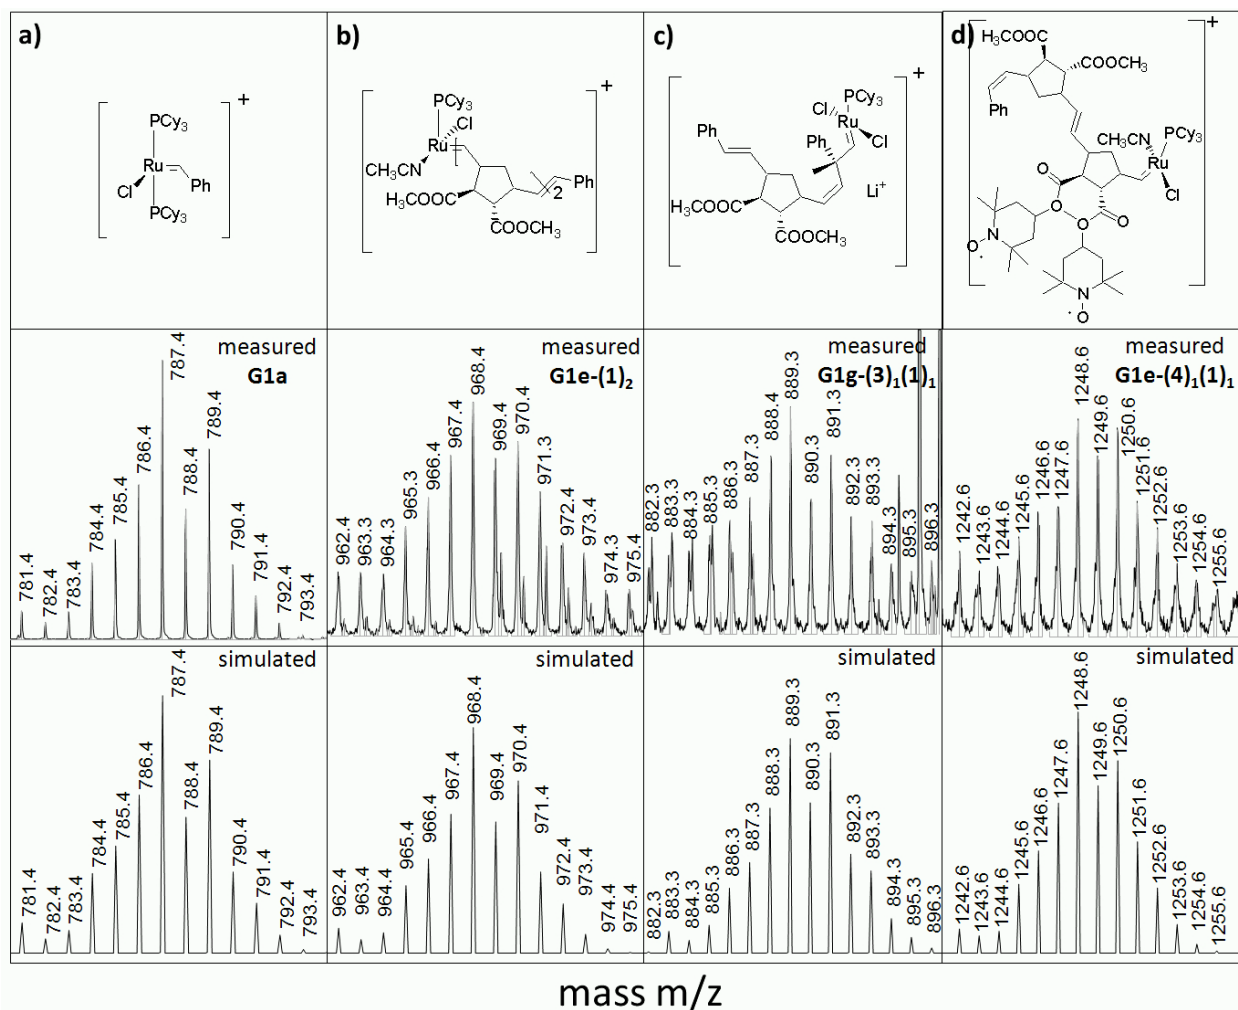 a)
+
PCy3
Ru
Cl
Ph
PCy3
b)
+
PCy3
Cl
Ru
CH3CN
Ph
2
CH3OOC
COOCH3
c)
+
Cl
PCy3
Ru
Cl
Ph
Ph
Li+
CH3OOC
COOCH3
d)
+
CH3OOC
COOCH3
Ph
CH3CN
PCy3
Ru
Cl
O
O
O
O
N
O
N
O
measured
G1a
781.4
782.4
783.4
784.4
785.4
786.4
787.4
788.4
789.4
790.4
791.4
792.4
793.4
measured
G1e-(1)2
962.4
963.3
964.3
965.3
966.4
967.4
968.4
969.4
970.4
971.3
972.4
973.4
974.3
975.4
measured
G1g-(3)1(1)1
882.3
883.3
884.3
885.3
886.3
887.3
888.4
889.3
890.3
891.3
892.3
893.3
894.3
895.3
896.3
measured
G1e-(4)1(1)1
1242.6
1243.6
1244.6
1245.6
1246.6
1247.6
1248.6
1249.6
1250.6
1251.6
1252.6
1253.6
1254.6
1255.6
simulated
781.4
782.4
783.4
784.4
785.4
786.4
787.4
788.4
789.4
790.4
791.4
792.4
793.4
simulated
962.4
963.4
964.4
965.4
966.4
967.4
968.4
969.4
970.4
971.4
972.4
973.4
974.4
975.4
simulated
882.3
883.3
884.3
885.3
886.3
887.3
888.3
889.3
890.3
891.3
892.3
893.3
894.3
895.3
896.3
simulated
1242.6
1243.6
1244.6
1245.6
1246.6
1247.6
1248.6
1249.6
1250.6
1251.6
1252.6
1253.6
1254.6
1255.6
mass m/z